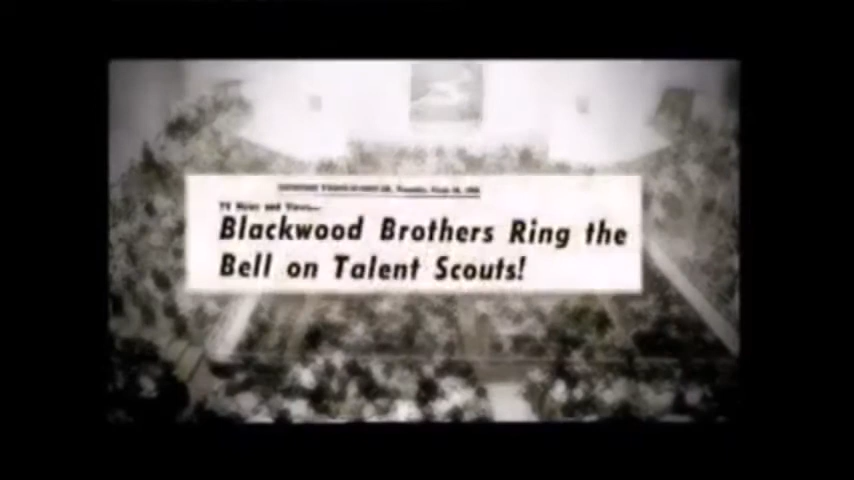 TV News and Views...
Blackwood Brothers Ring the
Bell on Talent Scouts!